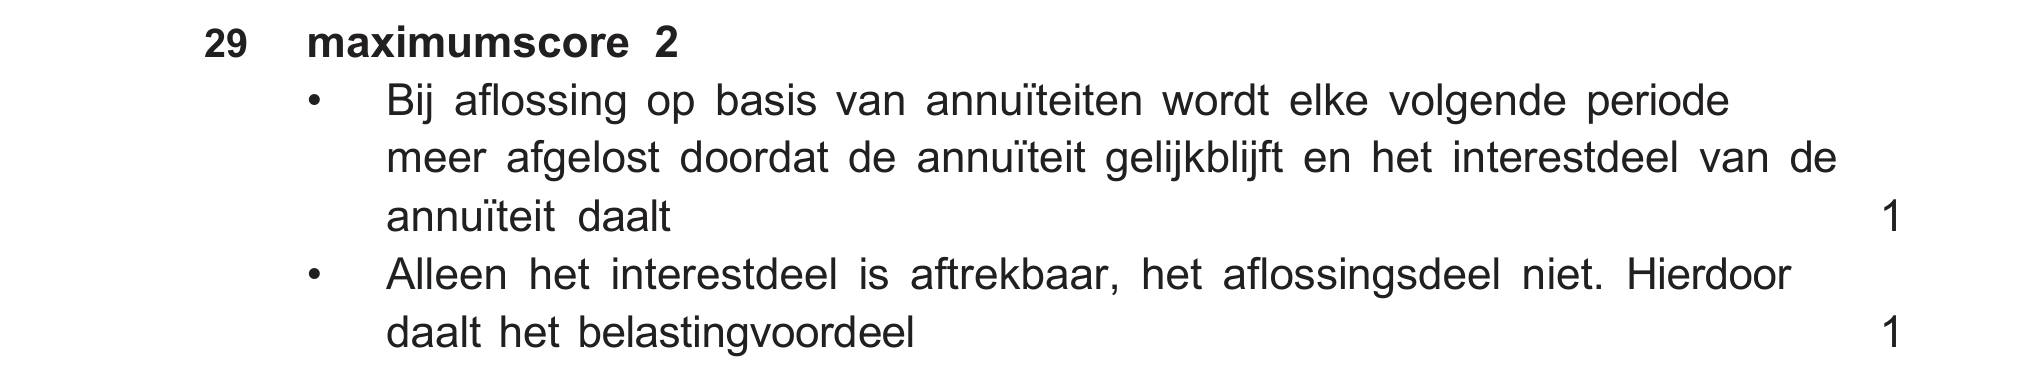 29 maximumscore 2
• Bij aflossing op basis van annuïteiten wordt elke volgende periode
meer afgelost doordat de annuïteit gelijkblijft en het interestdeel van de
annuïteit daalt 1
• Alleen het interestdeel is aftrekbaar, het aflossingsdeel niet. Hierdoor
daalt het belastingvoordeel 1